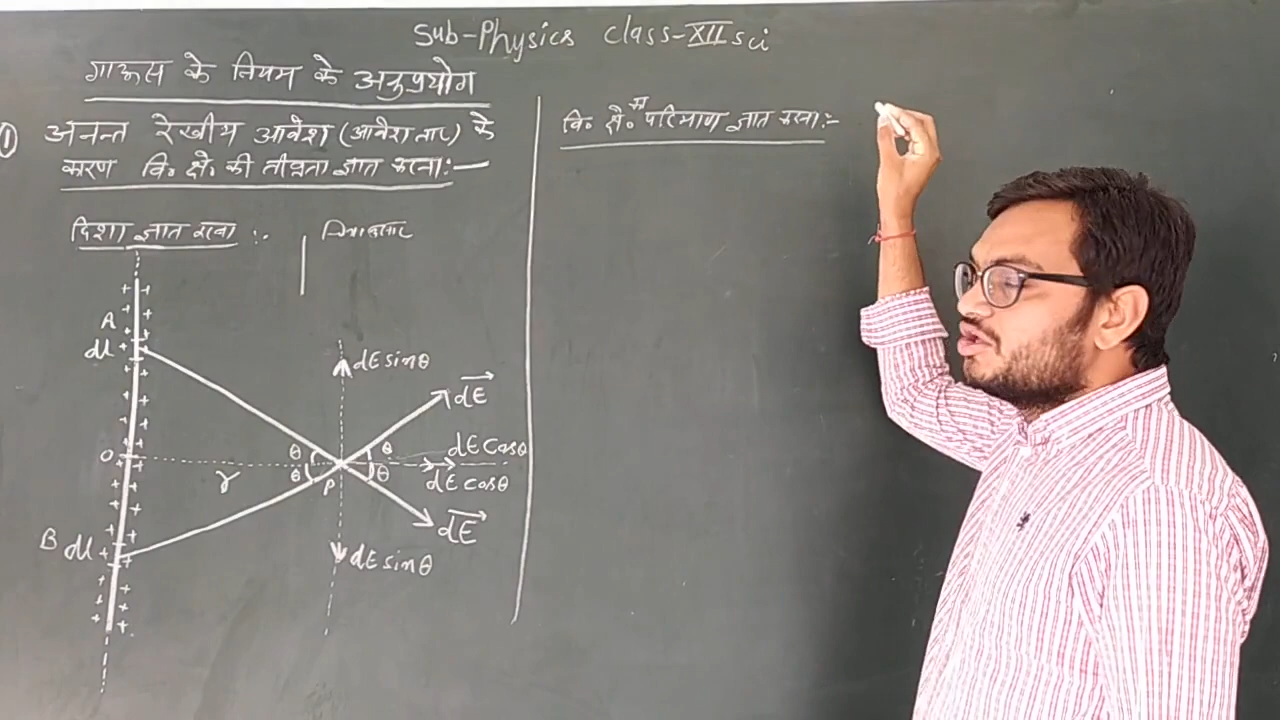 Sub-Physics class-XII sci
गाऊस के नियम के अनुप्रयोग
① अनन्त रेखीय आवेश (आवेश तार) के
कारण वि॰ क्षे॰ की तीव्रता ज्ञात करना:-
दिशा ज्ञात करना :-
चित्रानुसार
A
dl
O
B dl
r
θ
θ
P
θ
θ
dE sinθ
dE
dE cosθ
dE cosθ
dE
dE sinθ
वि॰ क्षे॰ का परिमाण ज्ञात करना:-